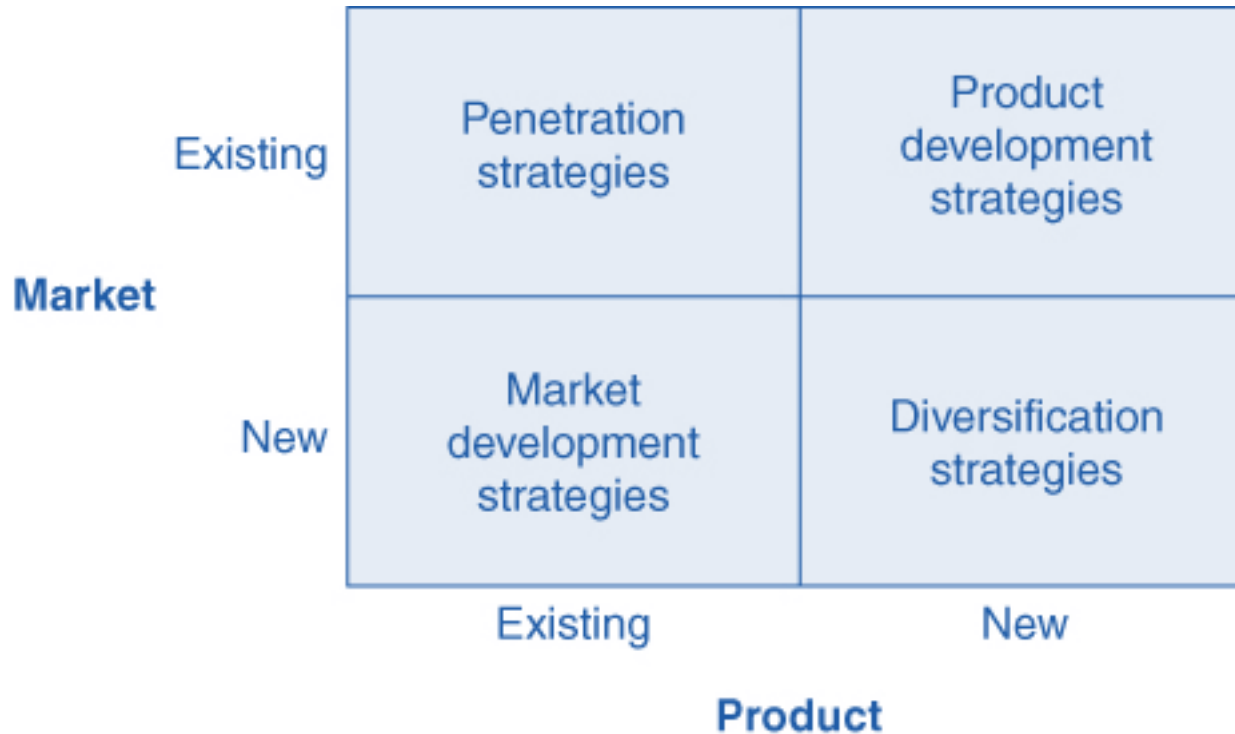 Existing
Penetration
strategies
Product
development
strategies
Market
New
Market
development
strategies
Diversification
strategies
Existing
New
Product